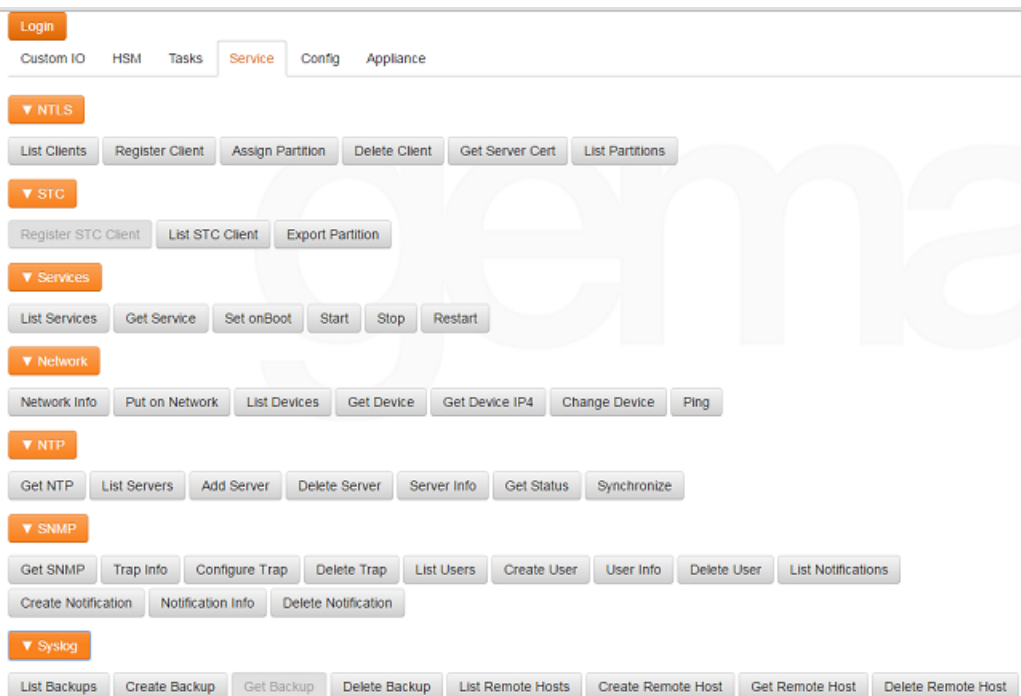 Login
Custom IO HSM Tasks Service Config Appliance
▼ NTLS
List Clients Register Client Assign Partition Delete Client Get Server Cert List Partitions
▼ STC
Register STC Client List STC Client Export Partition
▼ Services
List Services Get Service Set onBoot Start Stop Restart
▼ Network
Network Info Put on Network List Devices Get Device Get Device IP4 Change Device Ping
▼ NTP
Get NTP List Servers Add Server Delete Server Server Info Get Status Synchronize
▼ SNMP
Get SNMP Trap Info Configure Trap Delete Trap List Users Create User User Info Delete User List Notifications
Create Notification Notification Info Delete Notification
▼ Syslog
List Backups Create Backup Get Backup Delete Backup List Remote Hosts Create Remote Host Get Remote Host Delete Remote Host
gema